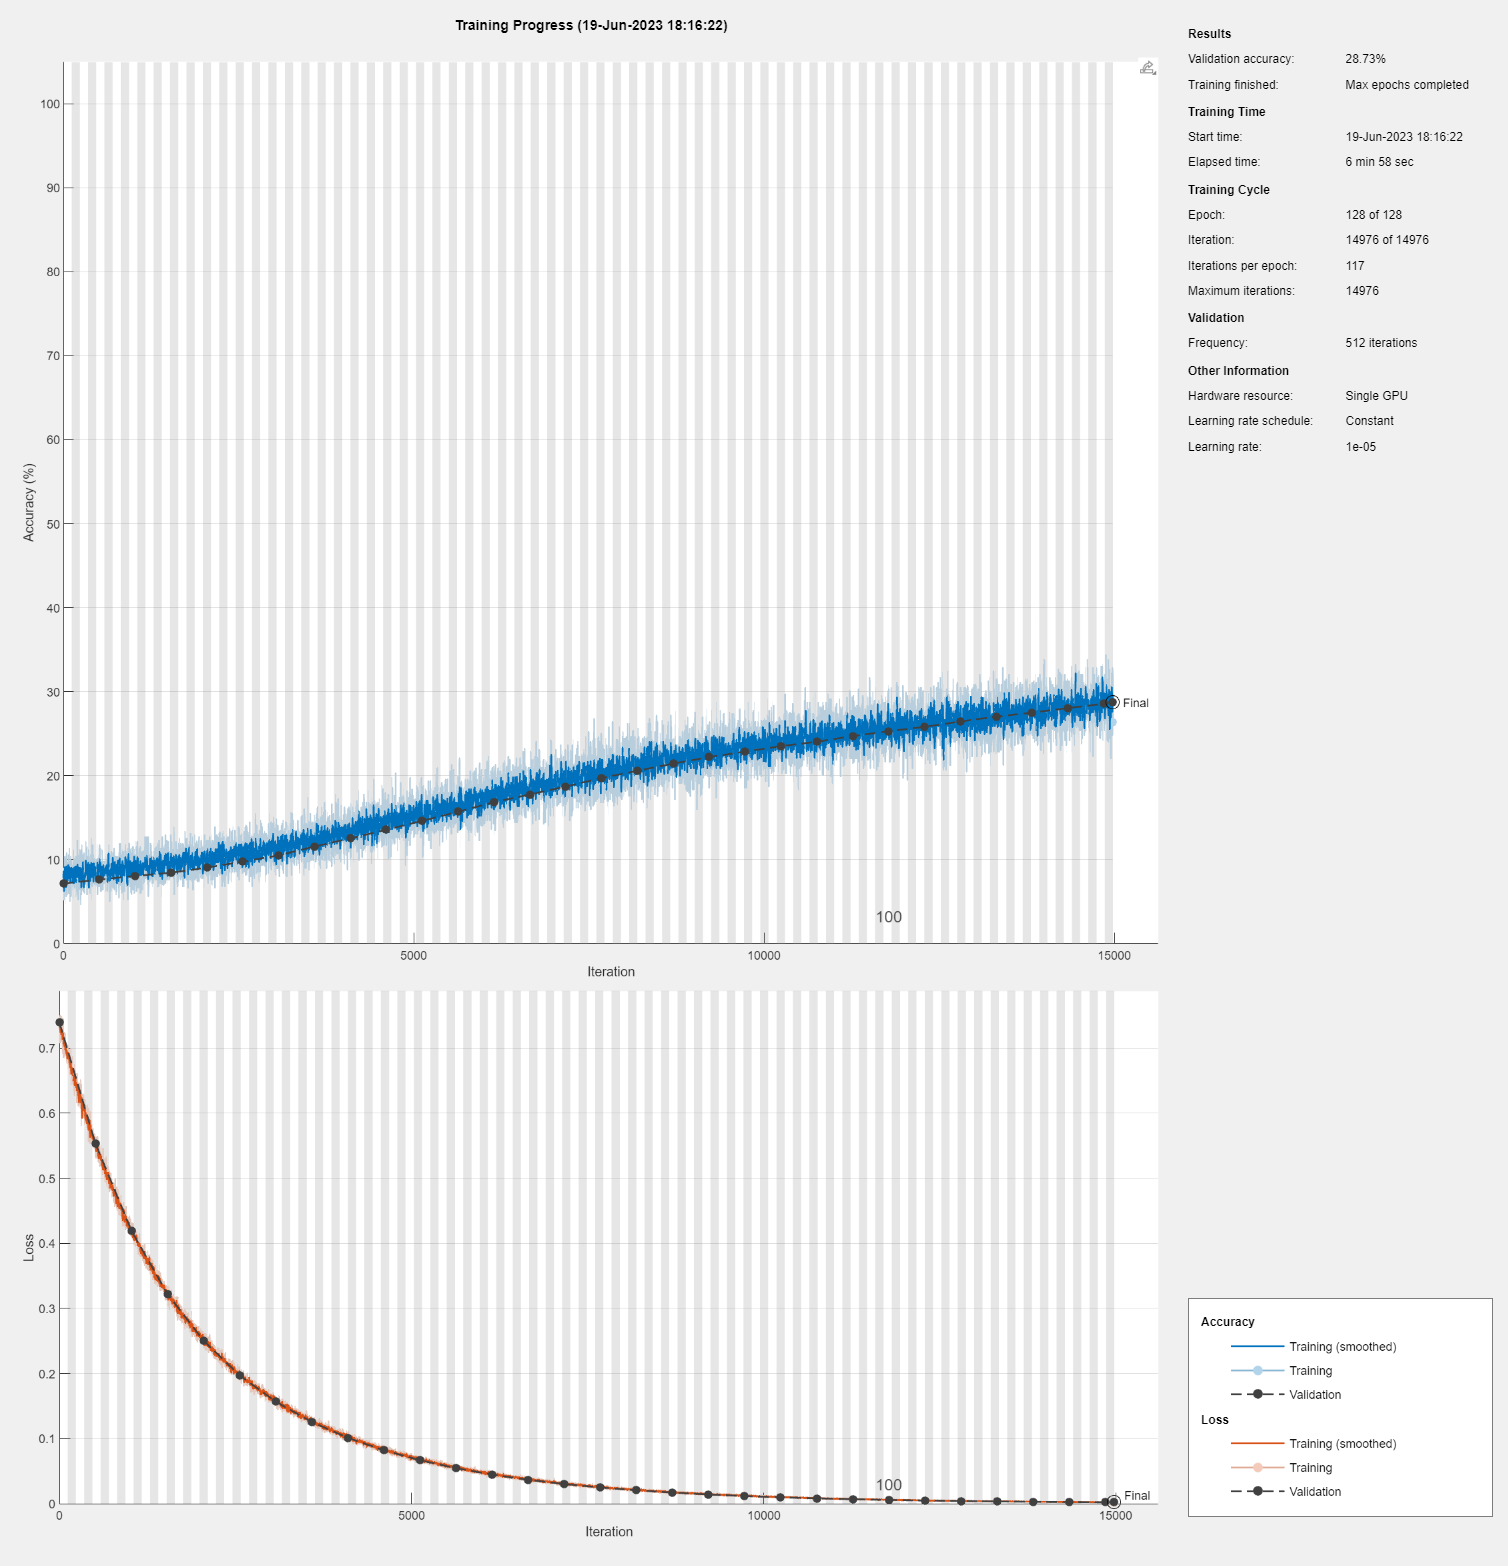 Training Progress (19-Jun-2023 18:16:22)
100
90
80
70
60
50
40
30
20
10
0
Accuracy (%)
Final
100
0 5000 10000 15000
Iteration
0.7
0.6
0.5
0.4
0.3
0.2
0.1
0
Loss
100
Final
0 5000 10000 15000
Iteration
Results
Validation accuracy: 28.73%
Training finished: Max epochs completed
Training Time
Start time: 19-Jun-2023 18:16:22
Elapsed time: 6 min 58 sec
Training Cycle
Epoch: 128 of 128
Iteration: 14976 of 14976
Iterations per epoch: 117
Maximum iterations: 14976
Validation
Frequency: 512 iterations
Other Information
Hardware resource: Single GPU
Learning rate schedule: Constant
Learning rate: 1e-05
Accuracy
Training (smoothed)
Training
Validation
Loss
Training (smoothed)
Training
Validation